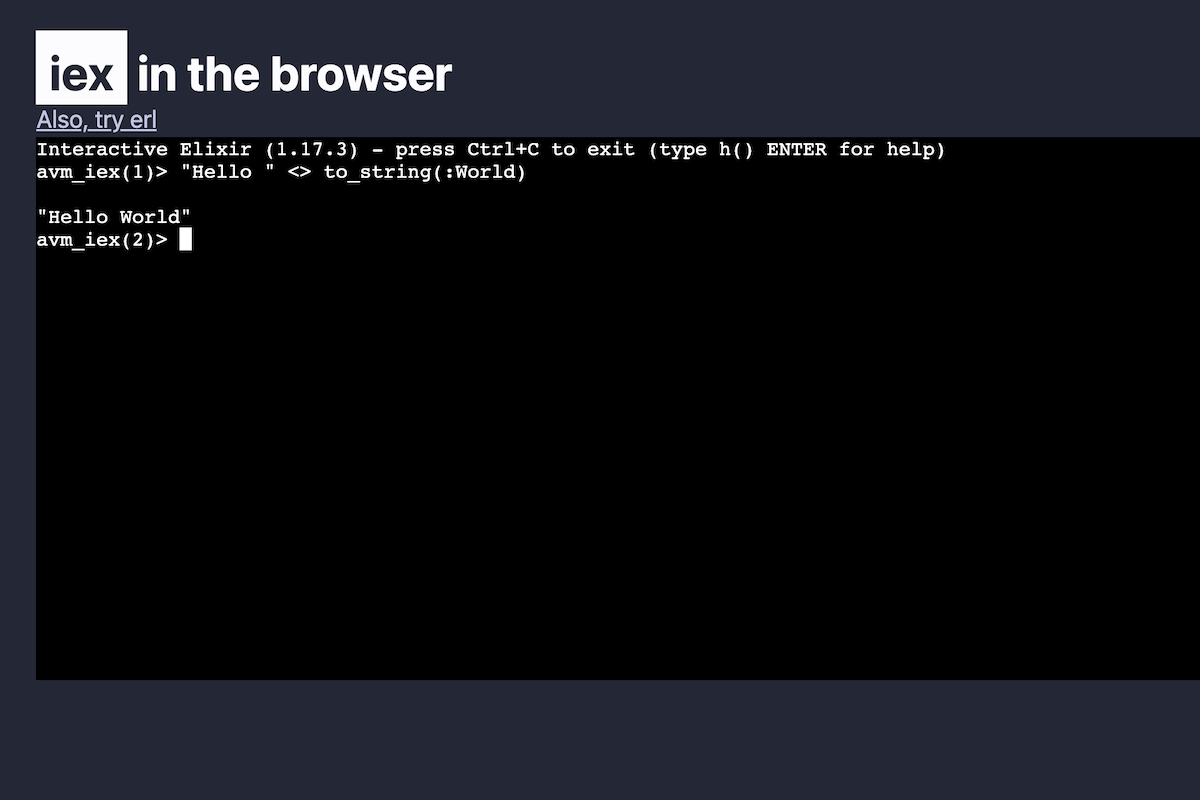 iex in the browser
Also, try erl
Interactive Elixir (1.17.3) - press Ctrl+C to exit (type h() ENTER for help)
avm_iex(1)> "Hello " <> to_string(:World)
"Hello World"
avm_iex(2)>